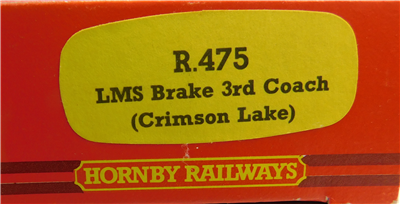 R.475
LMS Brake 3rd Coach
(Crimson Lake)
HORNBY RAILWAYS